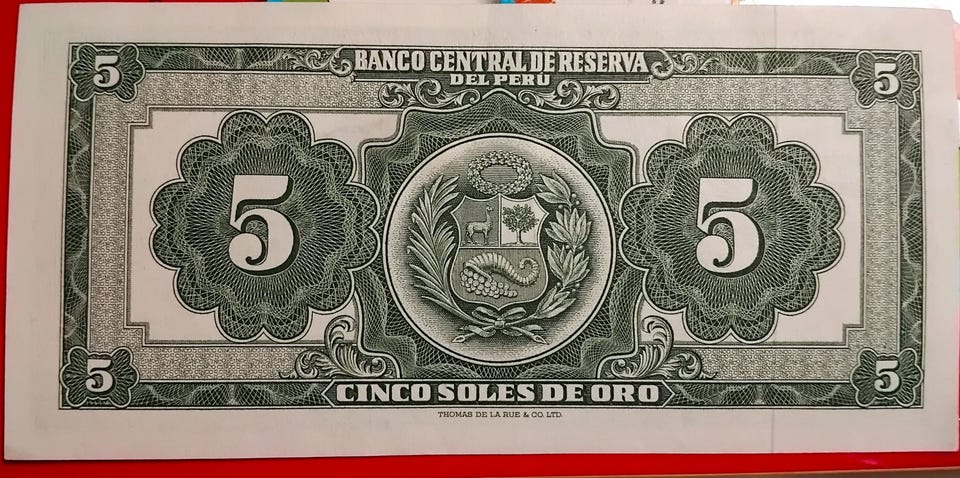 BANCO CENTRAL DE RESERVA
DEL PERÚ
5 5
5 5
5 5
CINCO SOLES DE ORO
THOMAS DE LA RUE & CO. LTD.